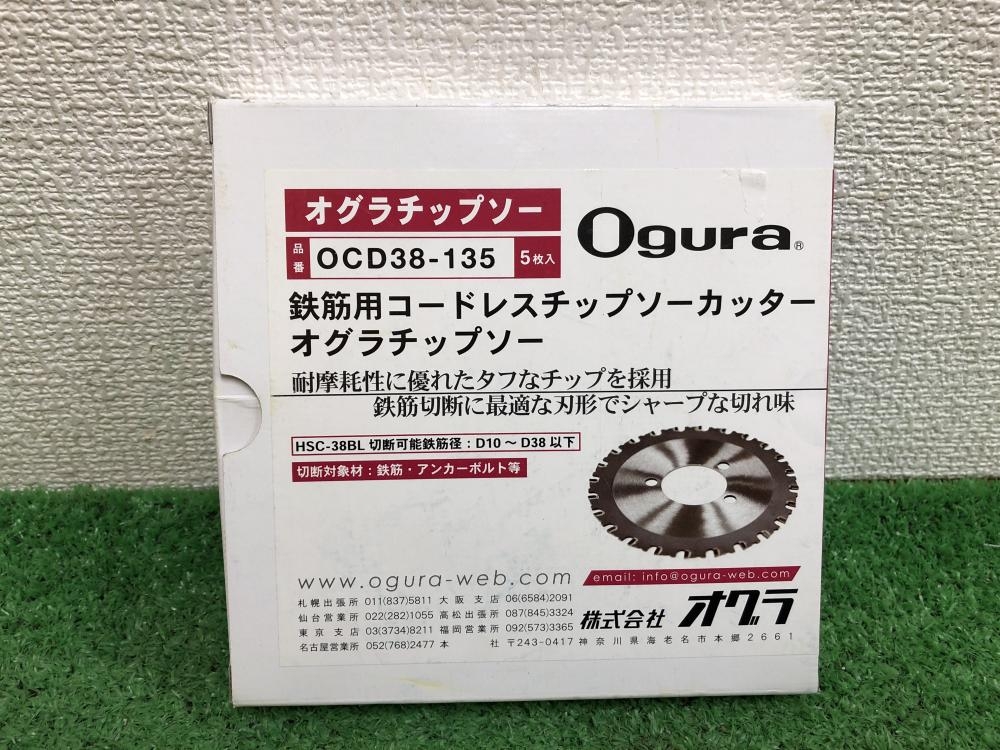 オグラチップソー
Ogura®
品番 OCD38-135 5枚入
鉄筋用コードレスチップソーカッター
オグラチップソー
耐摩耗性に優れたタフなチップを採用
鉄筋切断に最適な刃形でシャープな切れ味
HSC-38BL 切断可能鉄筋径：D10～D38以下
切断対象材：鉄筋・アンカーボルト等
www.ogura-web.com
email: info@ogura-web.com
札幌出張所 011(837)5811 大阪支店 06(6584)2091
仙台営業所 022(282)1055 高松出張所 087(845)3324
東京支店 03(3734)8211 福岡営業所 092(573)3365
名古屋営業所 052(768)2477 本社 〒243-0417 神奈川県海老名市本郷2661
株式会社 オグラ